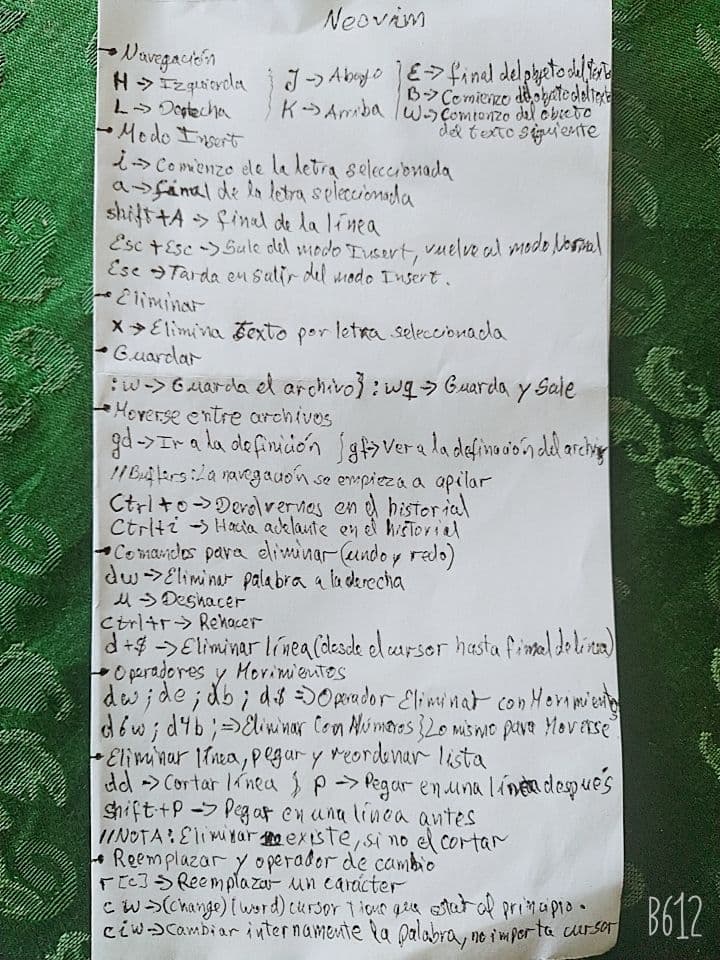 Neovim
Navegación
H → Izquierda } J → Abajo } E → final del objeto del texto
L → Derecha } K → Arriba } B → Comienzo del objeto del texto
W → Comienzo del objeto
del texto siguiente
Modo Insert
i → Comienzo de la letra seleccionada
a → final de la letra seleccionada
shift+A → final de la línea
Esc + Esc → Sale del modo Insert, vuelve al modo Normal
Esc → Tarda en salir del modo Insert.
Eliminar
x → Elimina texto por letra seleccionada
Guardar
:w → Guarda el archivo } :wq → Guarda y Sale
Moverse entre archivos
gd → Ir a la definición } gf → Ver a la definición del archivo
//Buffers: La navegación se empieza a apilar
Ctrl+o → Devolvernos en el historial
Ctrl+i → Hacia adelante en el historial
Comandos para eliminar (undo y redo)
dw → Eliminar palabra a la derecha
u → Deshacer
ctrl+r → Rehacer
d+$ → Eliminar línea (desde el cursor hasta final de línea)
Operadores y Movimientos
dw ; de ; db ; d$ => Operador Eliminar con Movimiento
d6w ; d4b ; => Eliminar con Números } Lo mismo para Moverse
Eliminar línea, pegar y reordenar lista
dd → Cortar línea } p → Pegar en una línea después
shift+P → Pegar en una línea antes
//NOTA: Eliminar no existe, si no el cortar
Reemplazar y operador de cambio
r [c] → Reemplazar un carácter
c w → (change) (word) cursor tiene que estar al principio.
c i w → Cambiar internamente la palabra, no importa cursor
B612